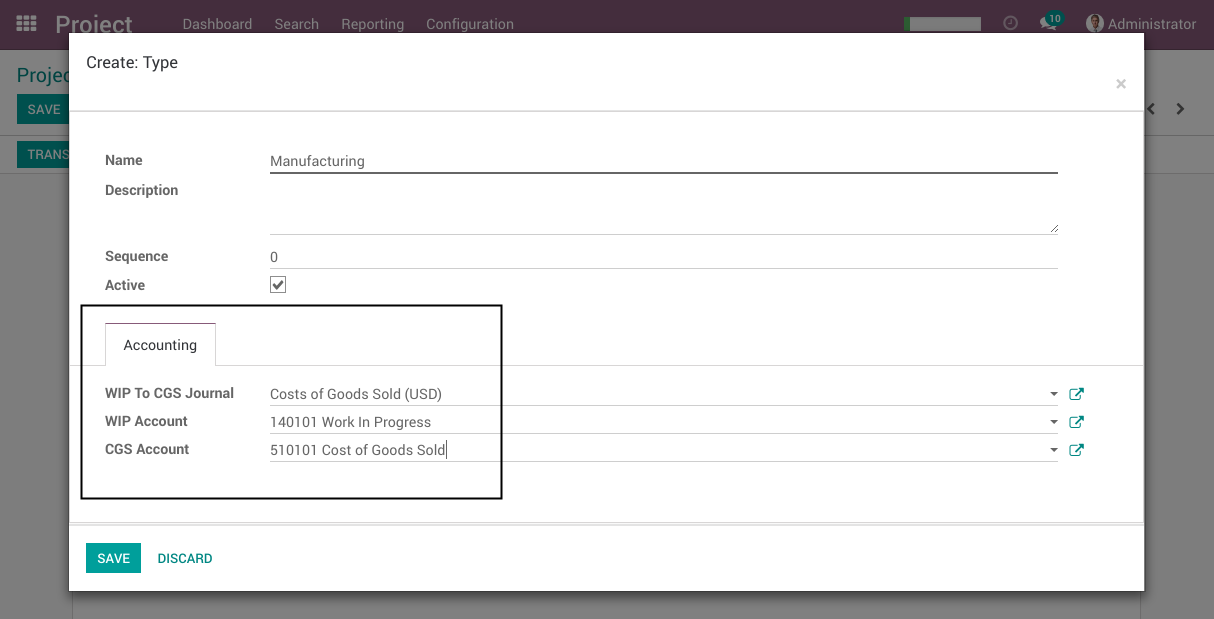 Project Dashboard Search Reporting Configuration 10 Administrator
Create: Type
×
SAVE
Name Manufacturing
Description
Sequence 0
Active
Accounting
WIP To CGS Journal Costs of Goods Sold (USD)
WIP Account 140101 Work In Progress
CGS Account 510101 Cost of Goods Sold
SAVE DISCARD